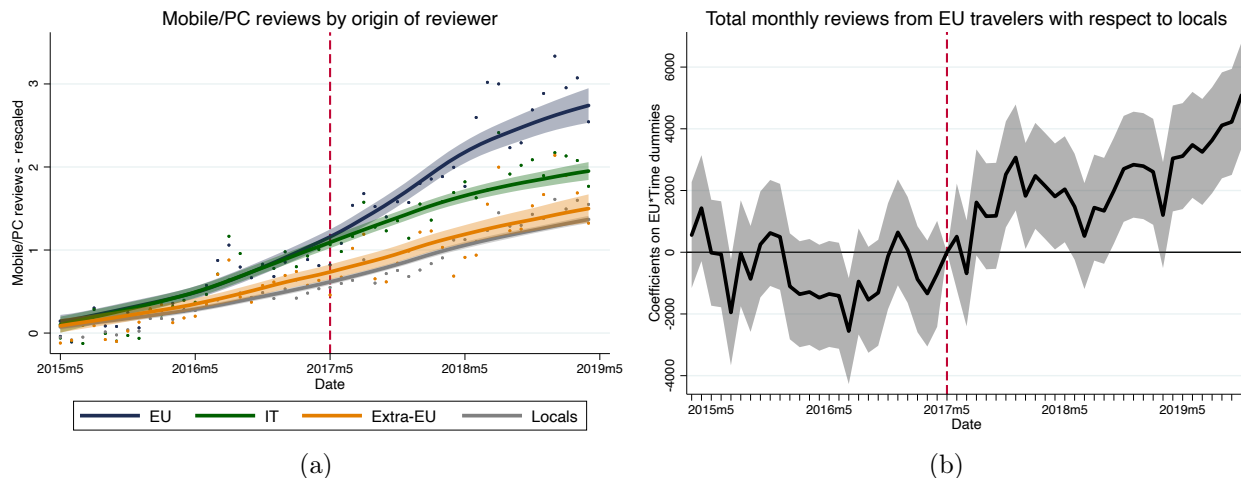 Mobile/PC reviews by origin of reviewer
Mobile/PC reviews - rescaled
3
2
1
0
2015m5
2016m5
2017m5
2018m5
2019m5
Date
EU
IT
Extra-EU
Locals
(a)
Total monthly reviews from EU travelers with respect to locals
Coefficients on EU*Time dummies
6000
4000
2000
0
-2000
-4000
2015m5
2016m5
2017m5
2018m5
2019m5
Date
(b)